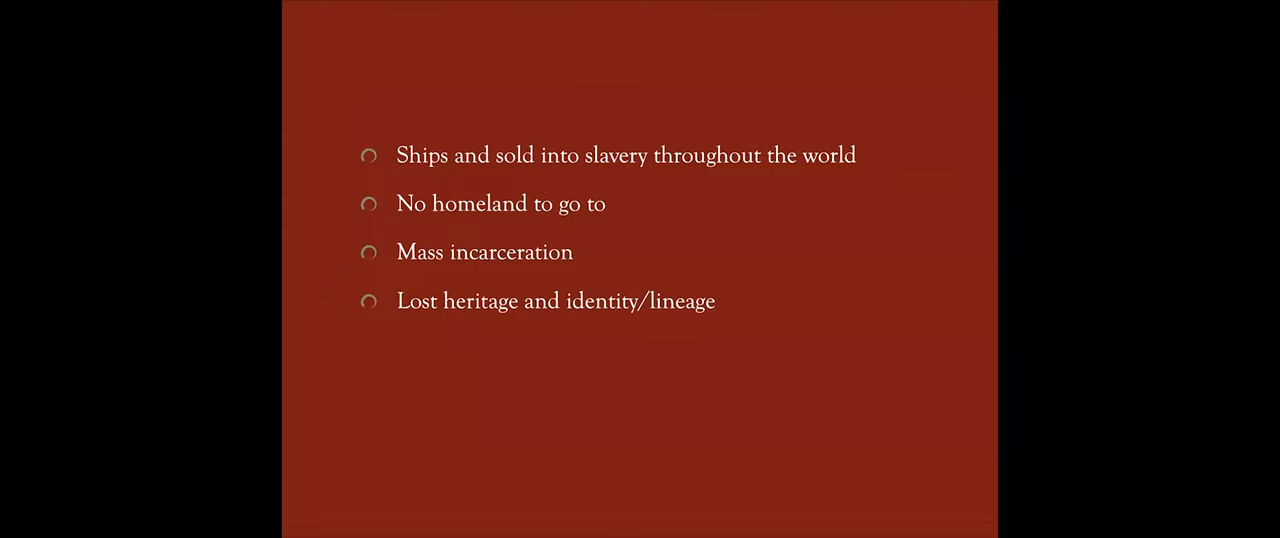 Ships and sold into slavery throughout the world
No homeland to go to
Mass incarceration
Lost heritage and identity/lineage